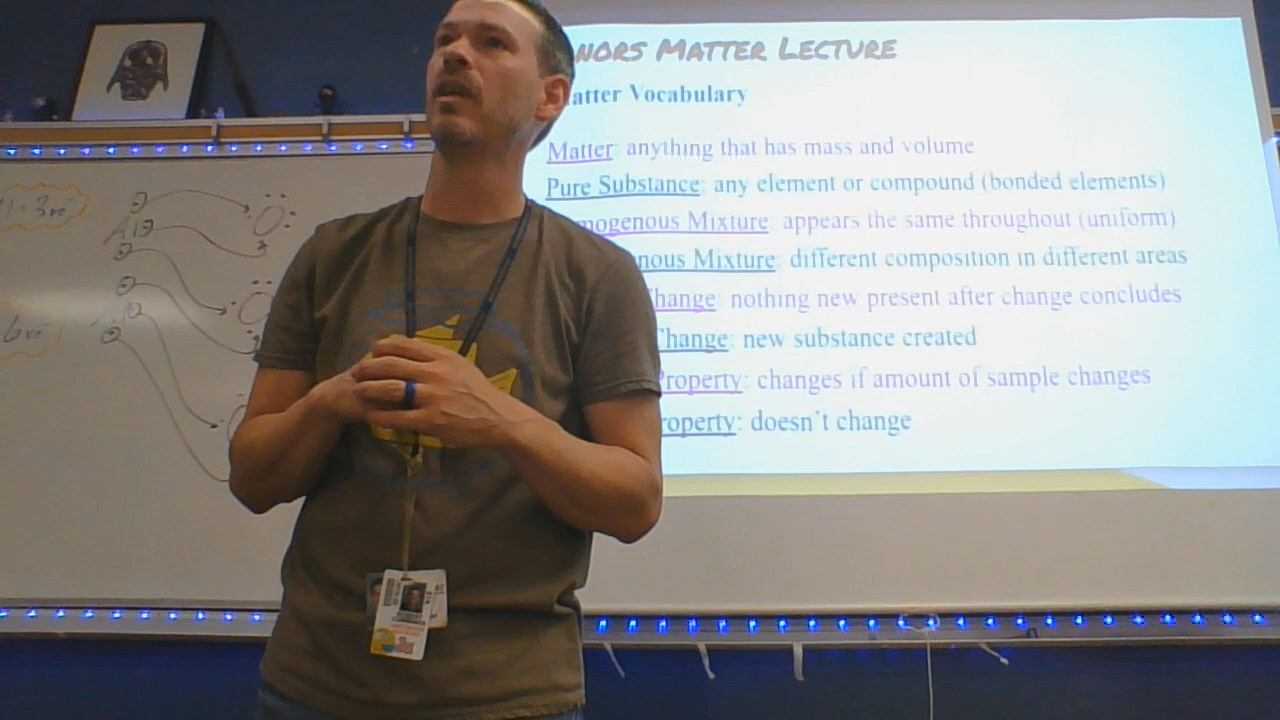 NORS MATTER LECTURE
atter Vocabulary
Matter: anything that has mass and volume
Pure Substance: any element or compound (bonded elements)
mogenous Mixture: appears the same throughout (uniform)
nous Mixture: different composition in different areas
Change: nothing new present after change concludes
Change: new substance created
Property: changes if amount of sample changes
roperty: doesn't change
Al